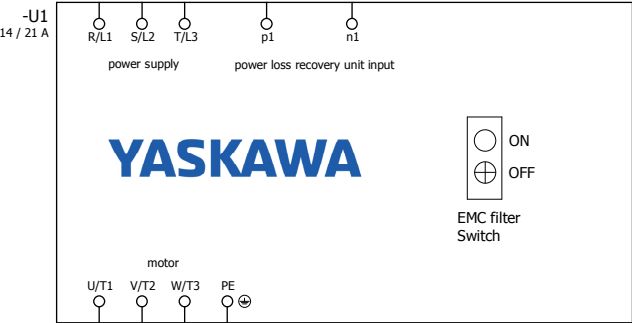 -U1
14 / 21 A
R/L1 S/L2 T/L3 p1 n1
power supply power loss recovery unit input
YASKAWA
ON
OFF
EMC filter
Switch
motor
U/T1 V/T2 W/T3 PE